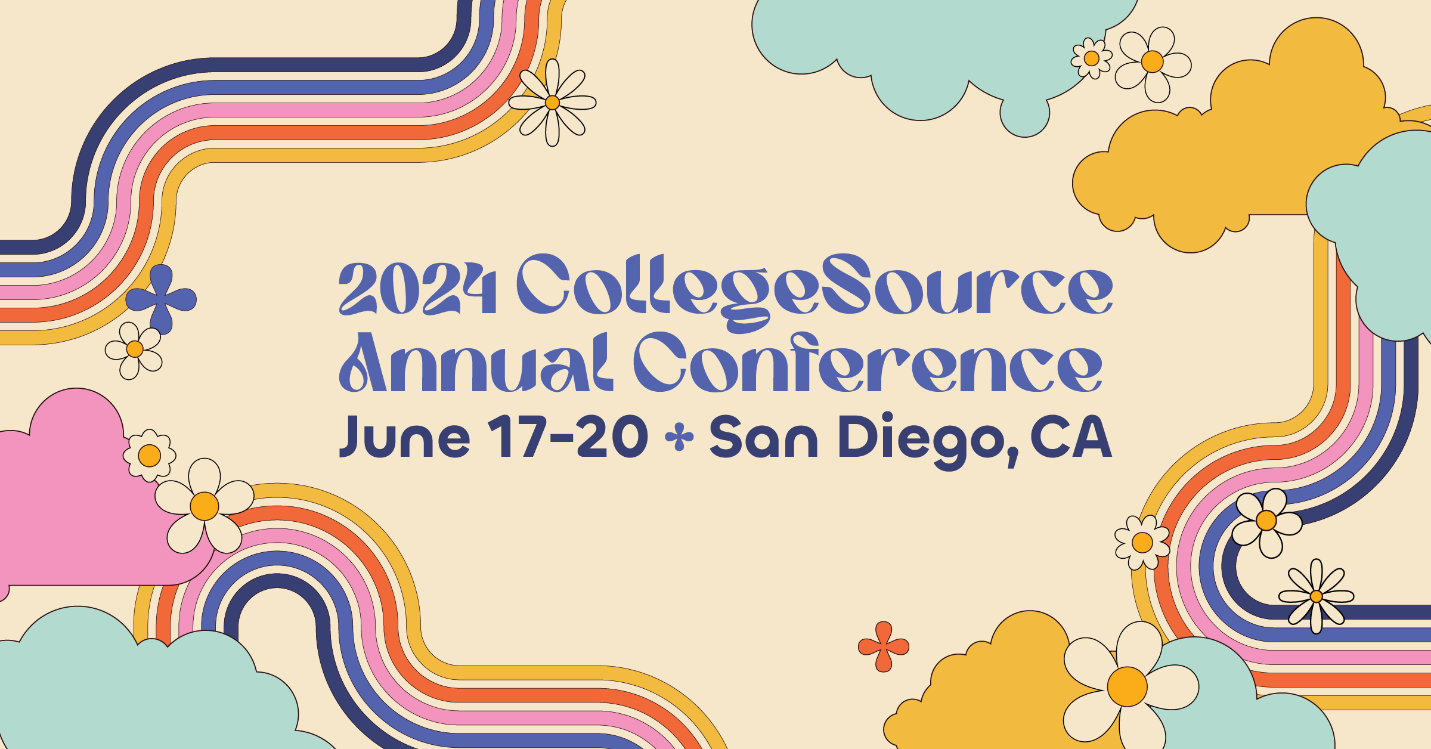 2024 CollegeSource
Annual Conference
June 17-20 San Diego, CA